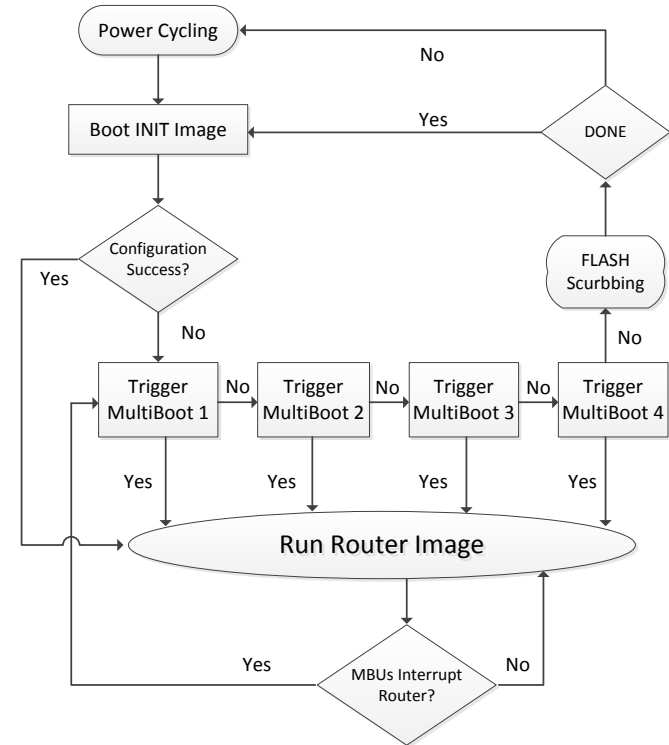 Power Cycling
No
Boot INIT Image
Yes
DONE
Configuration
Success?
Yes
FLASH
Scurbbing
No
No
Trigger
MultiBoot 1
No
Trigger
MultiBoot 2
No
Trigger
MultiBoot 3
No
Trigger
MultiBoot 4
Yes
Yes
Yes
Yes
Run Router Image
Yes
MBUs Interrupt
Router?
No